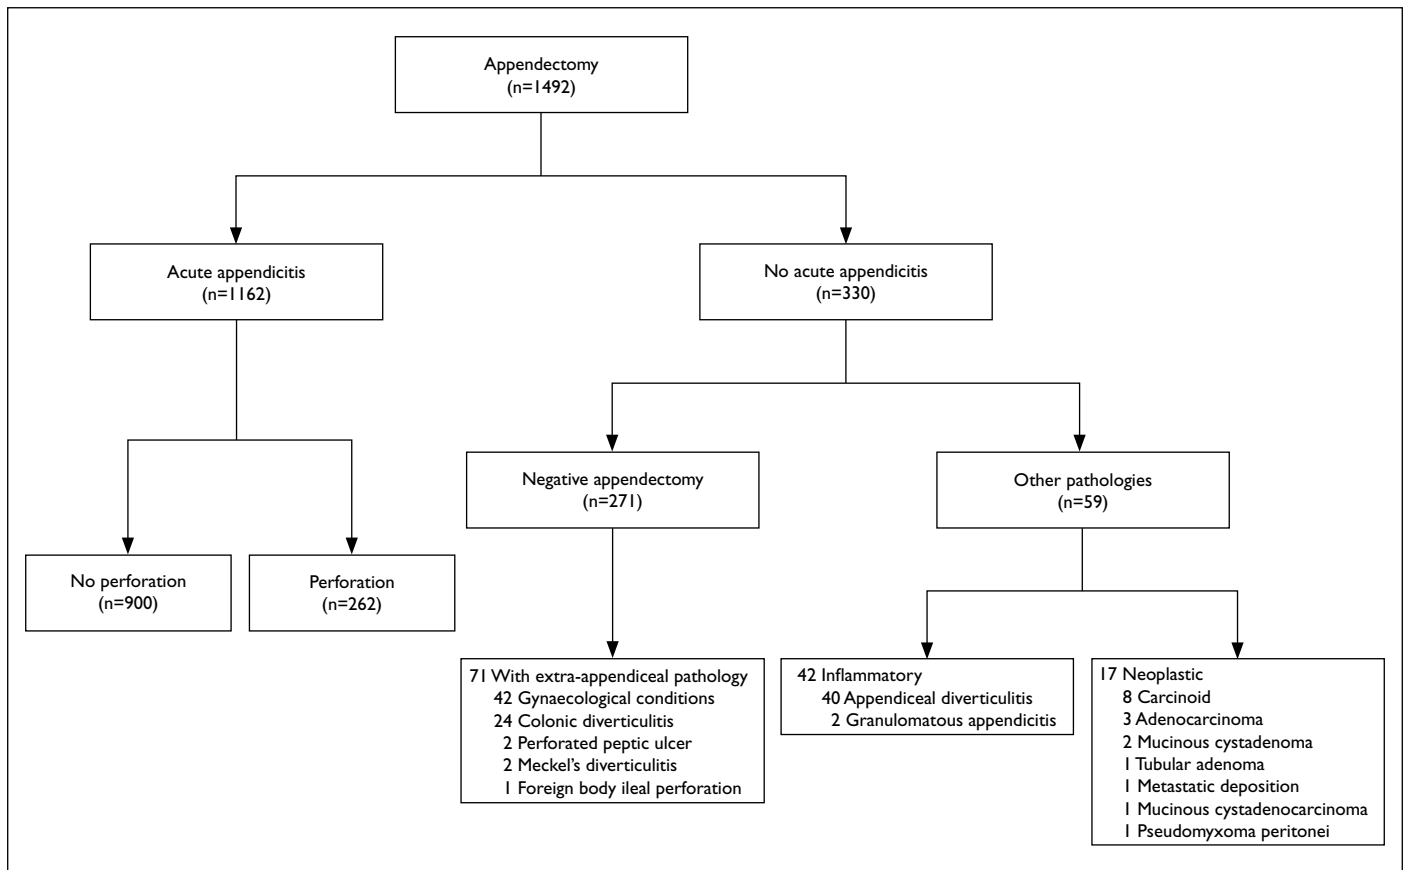 Appendectomy
(n=1492)
Acute appendicitis
(n=1162)
No acute appendicitis
(n=330)
Negative appendectomy
(n=271)
Other pathologies
(n=59)
No perforation
(n=900)
Perforation
(n=262)
71 With extra-appendiceal pathology
42 Gynaecological conditions
24 Colonic diverticulitis
2 Perforated peptic ulcer
2 Meckel's diverticulitis
1 Foreign body ileal perforation
42 Inflammatory
40 Appendiceal diverticulitis
2 Granulomatous appendicitis
17 Neoplastic
8 Carcinoid
3 Adenocarcinoma
2 Mucinous cystadenoma
1 Tubular adenoma
1 Metastatic deposition
1 Mucinous cystadenocarcinoma
1 Pseudomyxoma peritonei